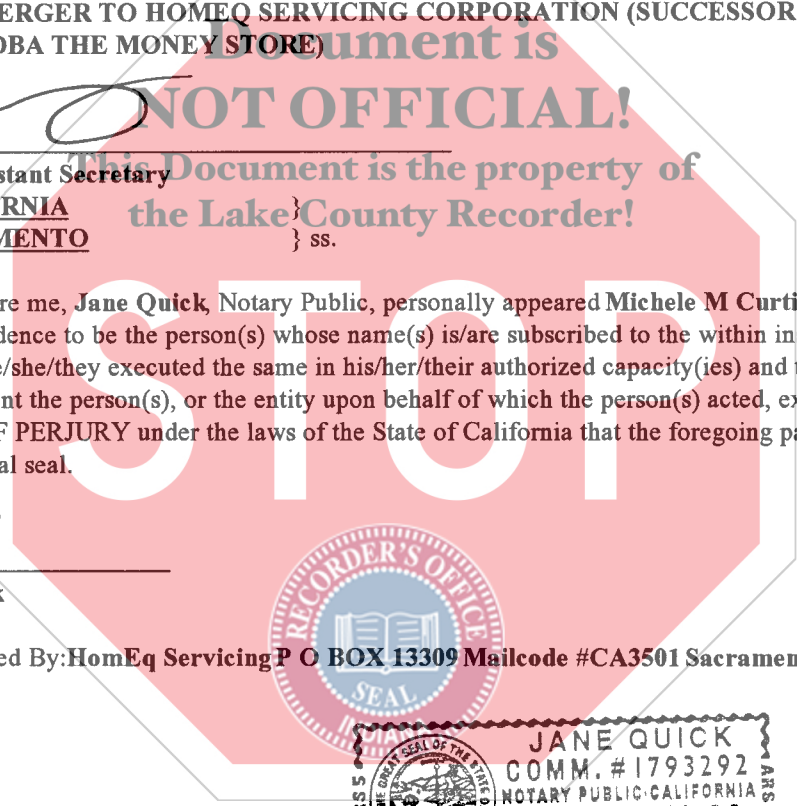 ERGER TO HOMEQ SERVICING CORPORATION (SUCCESSOR
DBA THE MONEY STORE)
Document is
NOT OFFICIAL!
This Document is the property of
the Lake County Recorder!
stant Secretary
RNIA }
MENTO } ss.
STOP
re me, Jane Quick, Notary Public, personally appeared Michele M Curti
dence to be the person(s) whose name(s) is/are subscribed to the within in
e/she/they executed the same in his/her/their authorized capacity(ies) and
nt the person(s), or the entity upon behalf of which the person(s) acted, ex
F PERJURY under the laws of the State of California that the foregoing pa
al seal.
k
RECORDER'S OFFICE
SEAL
INDIANA
ed By:HomEq Servicing P O BOX 13309 Mailcode #CA3501 Sacramen
JANE QUICK
COMM. #1793292
NOTARY PUBLIC·CALIFORNIA
GREAT SEAL OF THE STATE